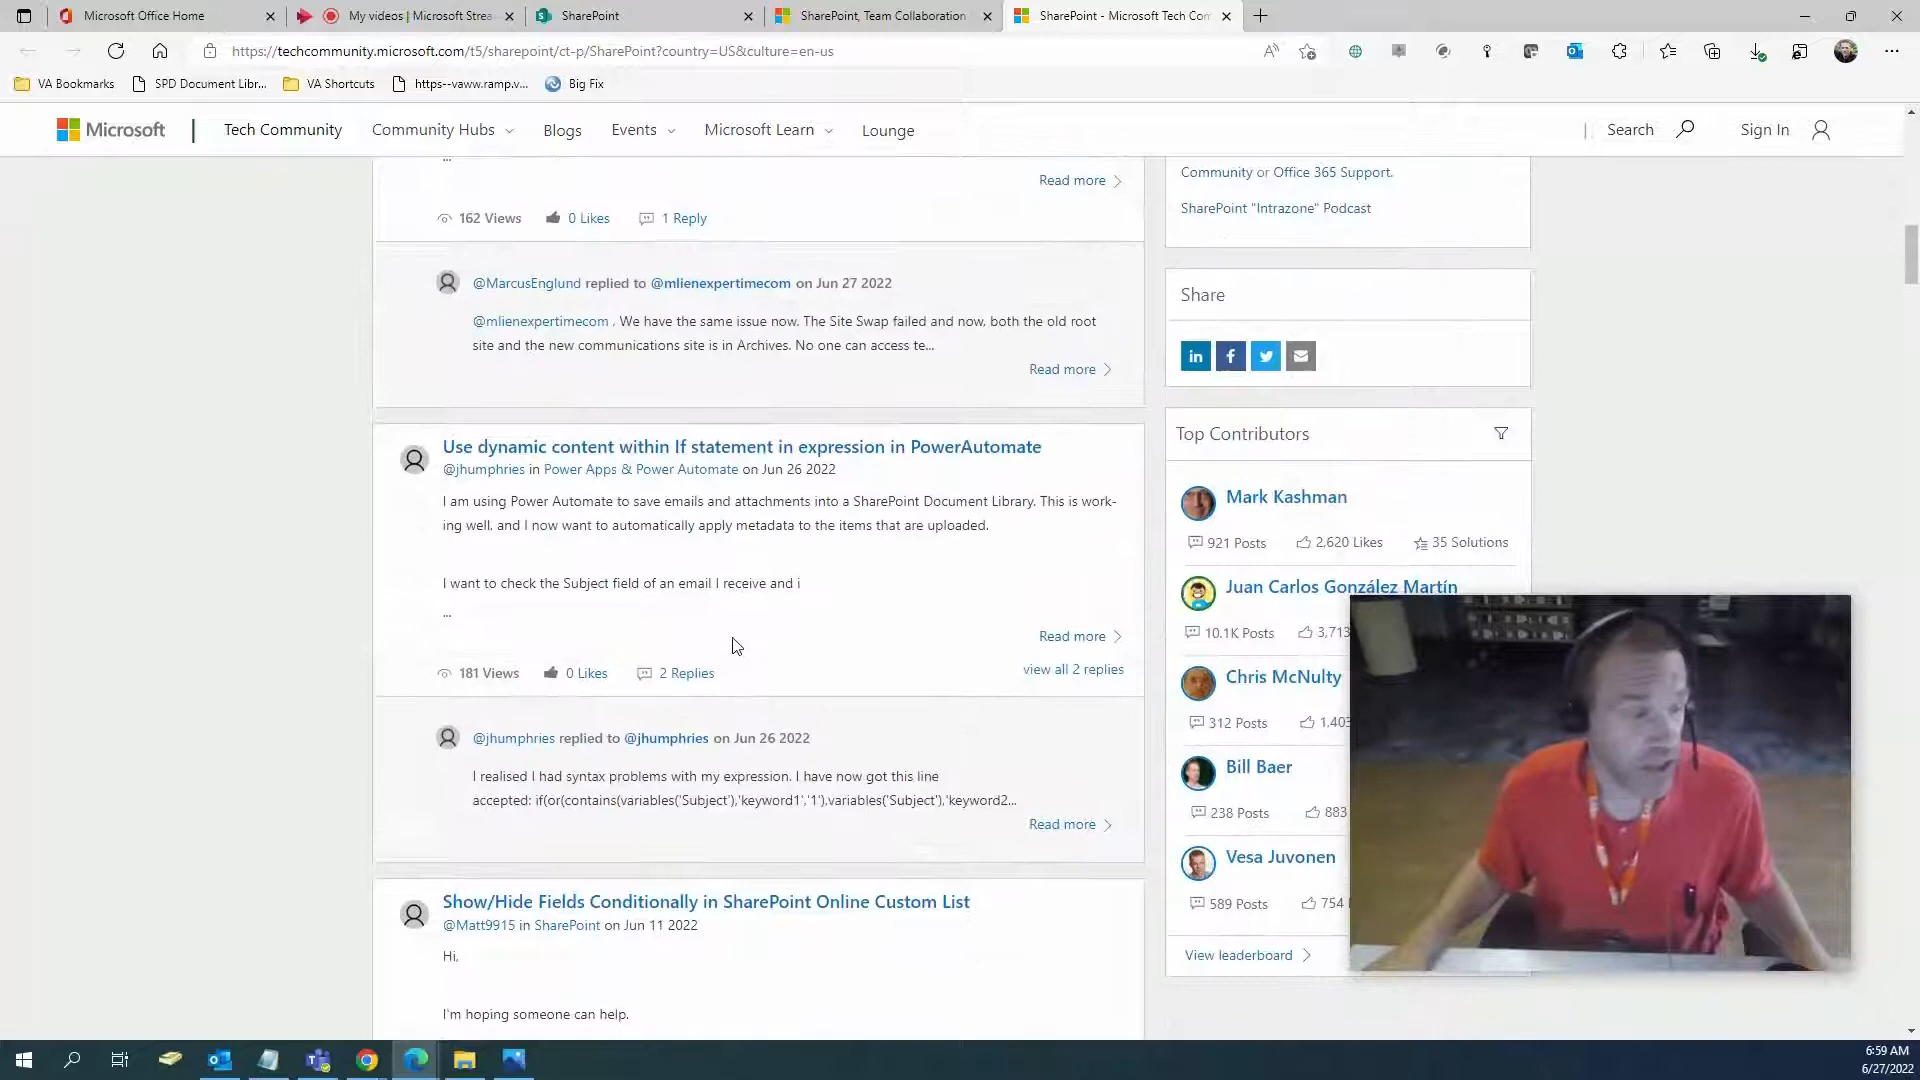 Microsoft Office Home
My videos | Microsoft Strea
SharePoint
SharePoint, Team Collaboration
SharePoint - Microsoft Tech Con
https://techcommunity.microsoft.com/t5/sharepoint/ct-p/SharePoint?country=US&culture=en-us
VA Bookmarks
SPD Document Libr...
VA Shortcuts
https--vaww.ramp.v...
Big Fix
Microsoft
Tech Community
Community Hubs
Blogs
Events
Microsoft Learn
Lounge
Search
Sign In
...
Read more
162 Views
0 Likes
1 Reply
@MarcusEnglund replied to @mlienexpertimecom on Jun 27 2022
@mlienexpertimecom . We have the same issue now. The Site Swap failed and now, both the old root
site and the new communications site is in Archives. No one can access te...
Read more
Use dynamic content within If statement in expression in PowerAutomate
@jhumphries in Power Apps & Power Automate on Jun 26 2022
I am using Power Automate to save emails and attachments into a SharePoint Document Library. This is work-
ing well, and I now want to automatically apply metadata to the items that are uploaded.
I want to check the Subject field of an email I receive and i
...
Read more
181 Views
0 Likes
2 Replies
view all 2 replies
@jhumphries replied to @jhumphries on Jun 26 2022
I realised I had syntax problems with my expression. I have now got this line
accepted: if(or(contains(variables('Subject'),'keyword1','1'),variables('Subject'),'keyword2...
Read more
Show/Hide Fields Conditionally in SharePoint Online Custom List
@Matt9915 in SharePoint on Jun 11 2022
Hi,
I'm hoping someone can help.
Community or Office 365 Support.
SharePoint "Intrazone" Podcast
Share
Top Contributors
Mark Kashman
921 Posts
2,620 Likes
35 Solutions
Juan Carlos González Martín
10.1K Posts
3,713
Chris McNulty
312 Posts
1,403
Bill Baer
238 Posts
883
Vesa Juvonen
589 Posts
754
View leaderboard
6:59 AM
6/27/2022